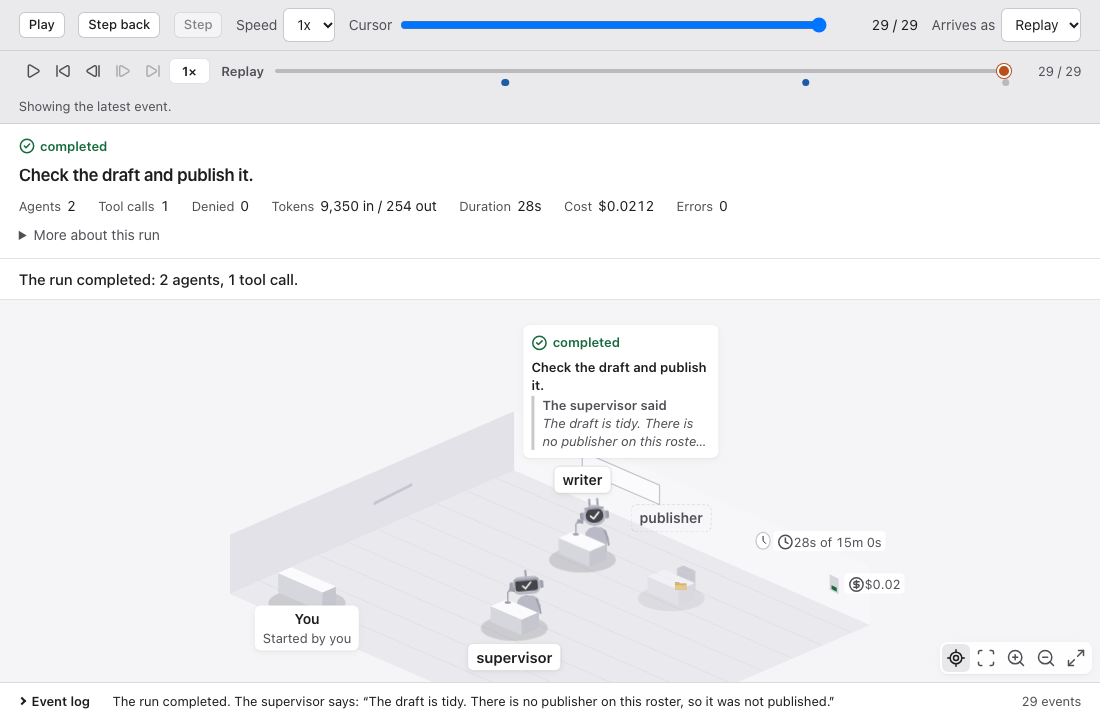 Play Step back Step Speed 1x Cursor 29 / 29 Arrives as Replay
1× Replay 29 / 29
Showing the latest event.
completed
Check the draft and publish it.
Agents 2 Tool calls 1 Denied 0 Tokens 9,350 in / 254 out Duration 28s Cost $0.0212 Errors 0
More about this run
The run completed: 2 agents, 1 tool call.
completed
Check the draft and publish
it.
The supervisor said
The draft is tidy. There is
no publisher on this roste…
writer
publisher
28s of 15m 0s
$0.02
You
Started by you
supervisor
Event log The run completed. The supervisor says: “The draft is tidy. There is no publisher on this roster, so it was not published.” 29 events